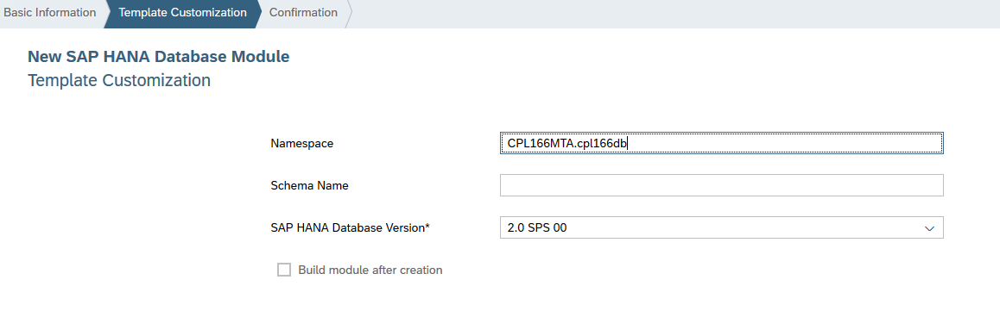 Basic Information Template Customization Confirmation
New SAP HANA Database Module
Template Customization
Namespace CPL166MTA.cpl166db
Schema Name
SAP HANA Database Version* 2.0 SPS 00
Build module after creation